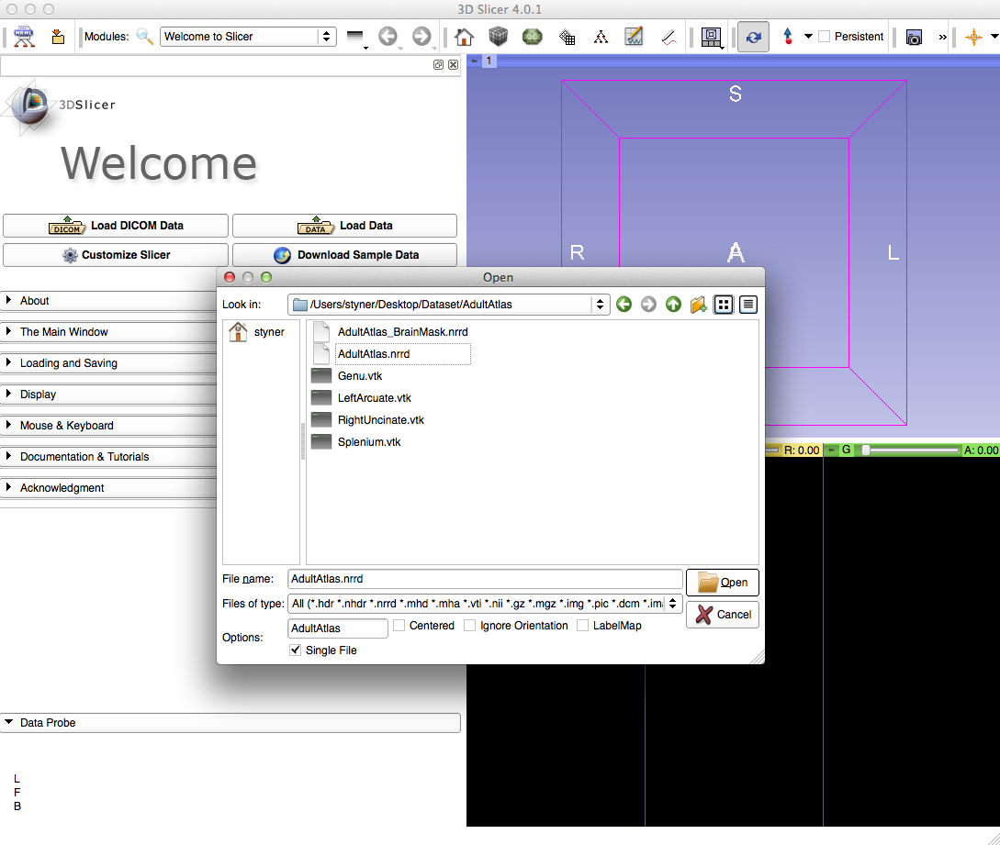 3D Slicer 4.0.1
MRML
Modules:
Welcome to Slicer
Persistent
»
1
3DSlicer
Welcome
S
R
A
L
DICOM
Load DICOM Data
DATA
Load Data
Customize Slicer
Download Sample Data
About
The Main Window
Loading and Saving
Display
Mouse & Keyboard
Documentation & Tutorials
Acknowledgment
Open
Look in:
/Users/styner/Desktop/Dataset/AdultAtlas
styner
AdultAtlas_BrainMask.nrrd
AdultAtlas.nrrd
Genu.vtk
LeftArcuate.vtk
RightUncinate.vtk
Splenium.vtk
File name:
AdultAtlas.nrrd
Open
Files of type:
All (*.hdr *.nhdr *.nrrd *.mhd *.mha *.vti *.nii *.gz *.mgz *.img *.pic *.dcm *.ima
Cancel
Options:
AdultAtlas
Centered
Ignore Orientation
LabelMap
Single File
R: 0.00
G
A: 0.00
Data Probe
L
F
B